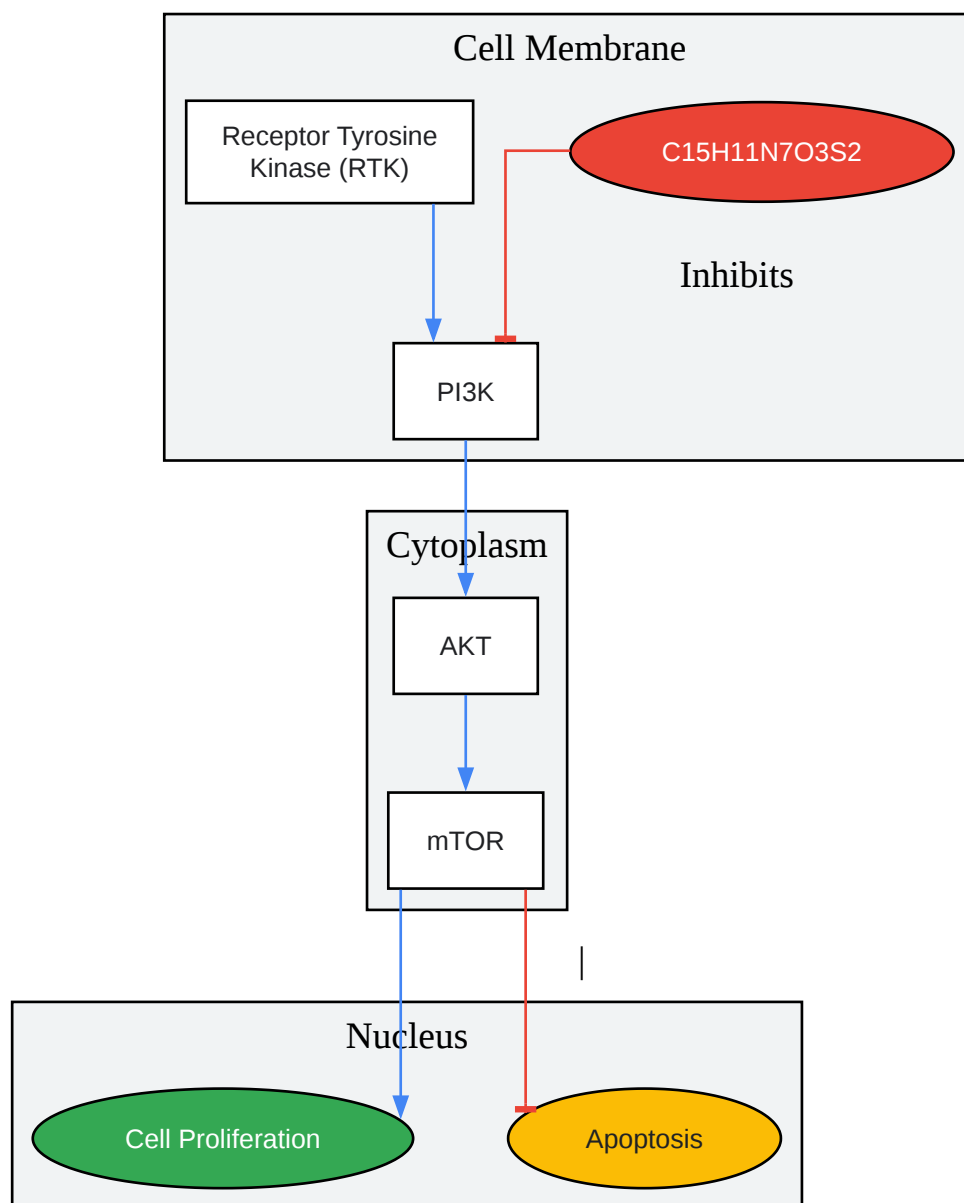 Cell Membrane
Receptor Tyrosine
Kinase (RTK)
C15H11N7O3S2
Inhibits
PI3K
Cytoplasm
AKT
mTOR
|
Nucleus
Cell Proliferation
Apoptosis